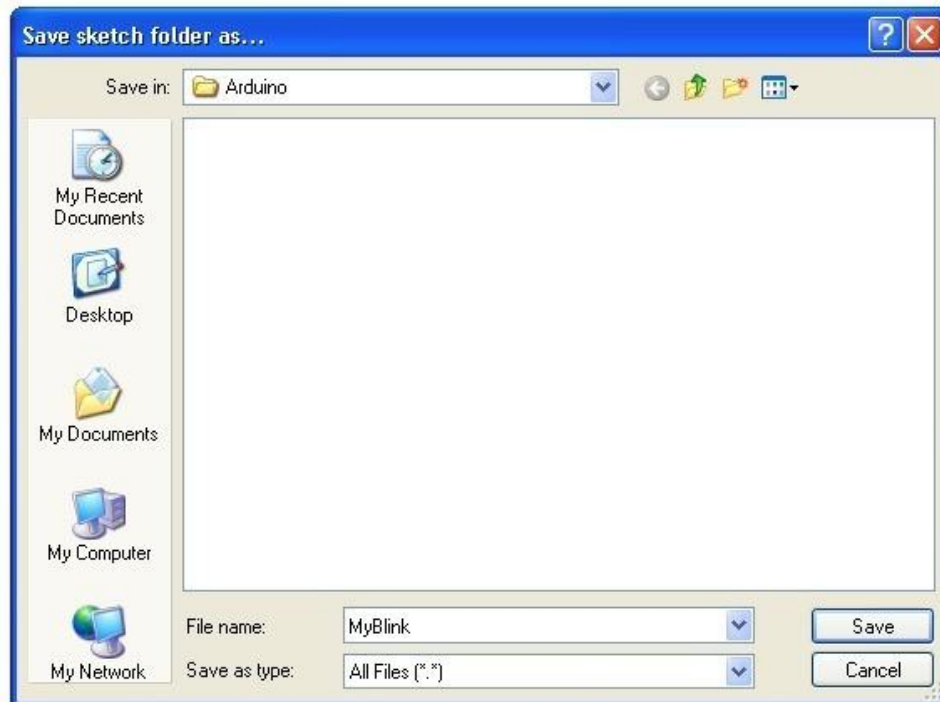 Save sketch folder as...
Save in: Arduino
My Recent
Documents
Desktop
My Documents
My Computer
My Network
File name: MyBlink Save
Save as type: All Files (*.*) Cancel